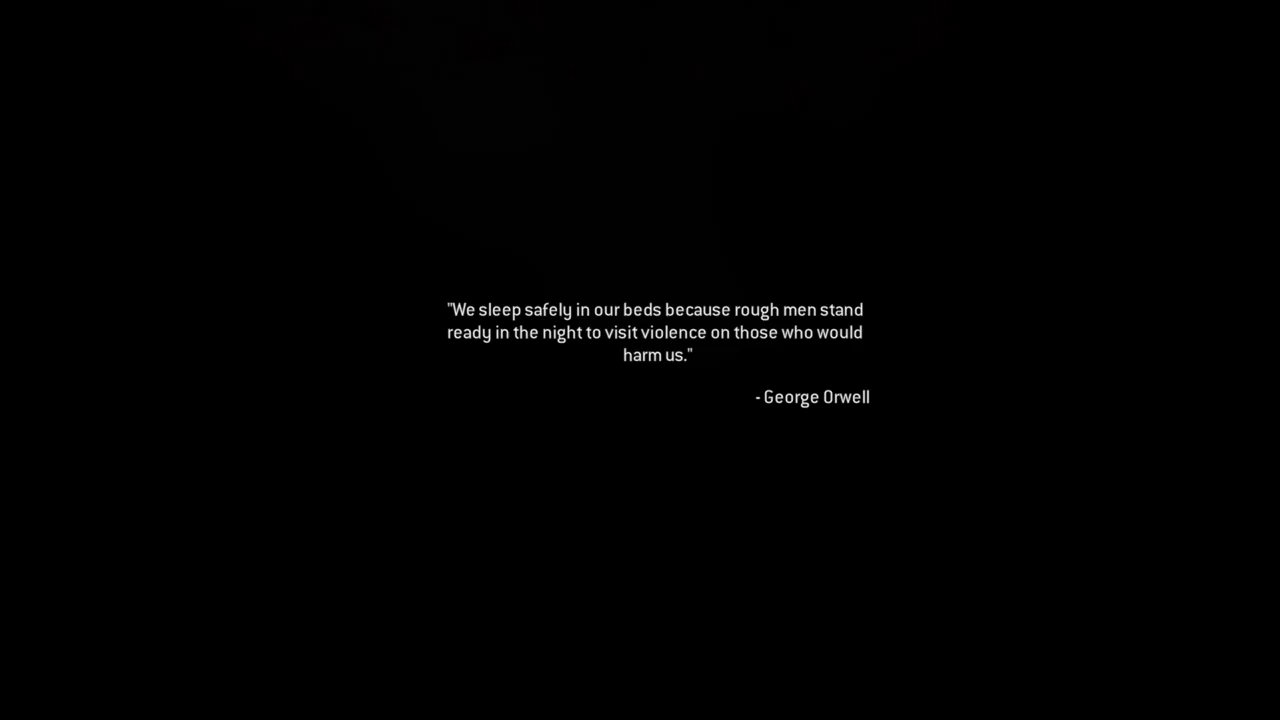 "We sleep safely in our beds because rough men stand
ready in the night to visit violence on those who would
harm us."
- George Orwell